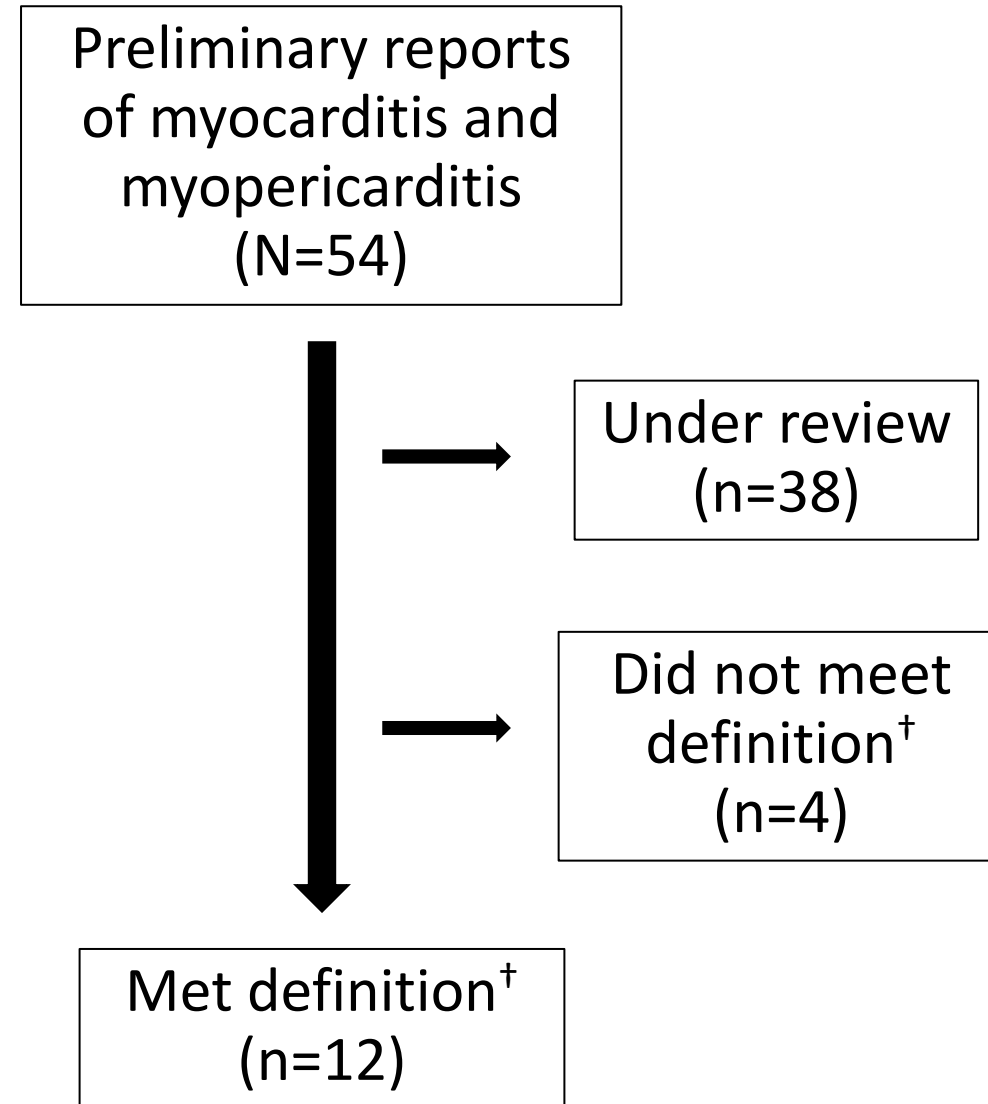 Preliminary reports
of myocarditis and
myopericarditis
(N=54)
Under review
(n=38)
Did not meet
definition†
(n=4)
Met definition†
(n=12)